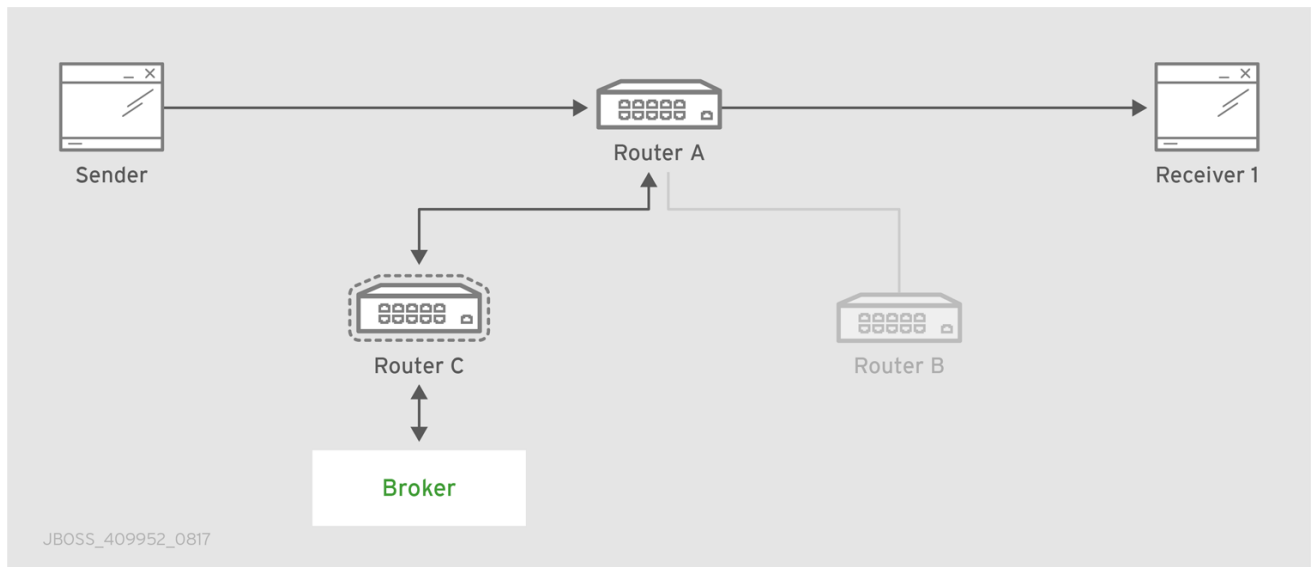 Sender
Router A
Receiver 1
Router C
Router B
Broker
JBOSS_409952_0817